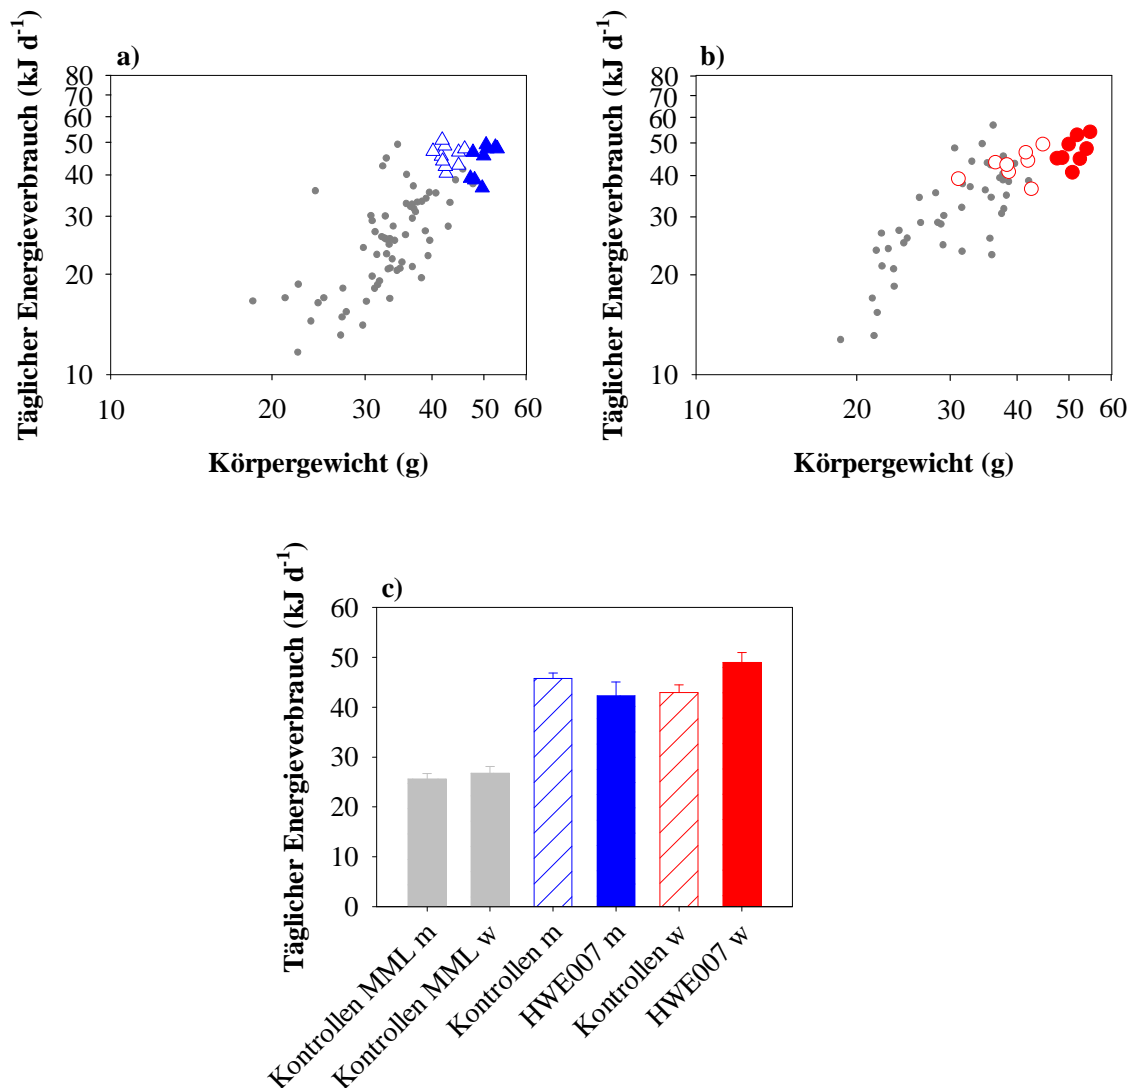 a)
Täglicher Energieverbrauch (kJ d-1)
80
70
60
50
40
30
20
10
10
20
30
40
50
60
Körpergewicht (g)
b)
Täglicher Energieverbrauch (kJ d-1)
80
70
60
50
40
30
20
10
10
20
30
40
50
60
Körpergewicht (g)
c)
Täglicher Energieverbrauch (kJ d-1)
60
50
40
30
20
10
0
Kontrollen MML m
Kontrollen MML w
Kontrollen m
HWE007 m
Kontrollen w
HWE007 w